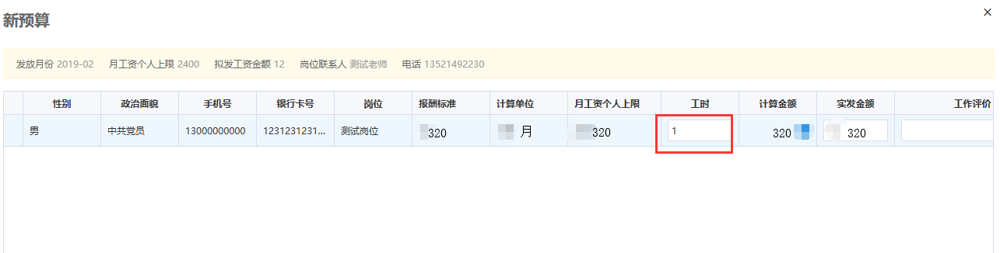 新预算
×
发放月份 2019-02 月工资个人上限 2400 拟发工资金额 12 岗位联系人 测试老师 电话 13521492230
性别 政治面貌 手机号 银行卡号 岗位 报酬标准 计算单位 月工资个人上限 工时 计算金额 实发金额 工作评价
男 中共党员 13000000000 1231231231... 测试岗位 320 月 320 1 320 320